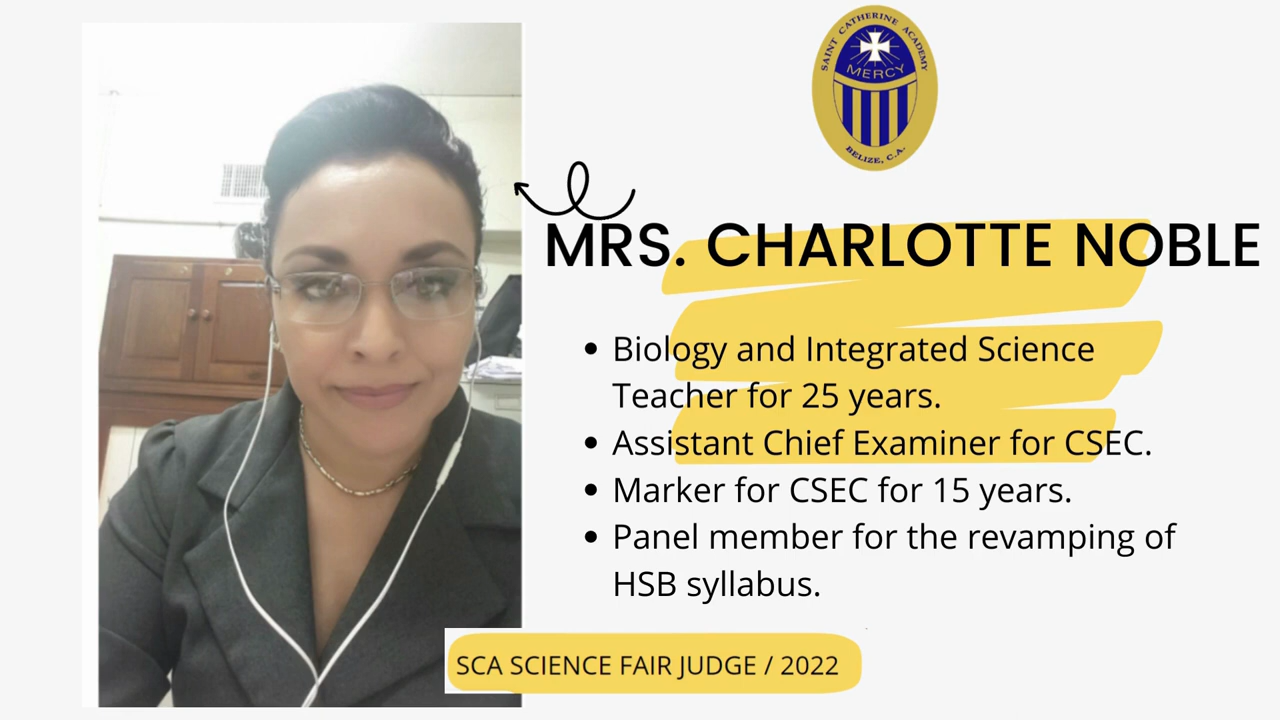 SAINT CATHERINE ACADEMY
MERCY
BELIZE, C.A.
MRS. CHARLOTTE NOBLE
• Biology and Integrated Science
Teacher for 25 years.
• Assistant Chief Examiner for CSEC.
• Marker for CSEC for 15 years.
• Panel member for the revamping of
HSB syllabus.
SCA SCIENCE FAIR JUDGE / 2022